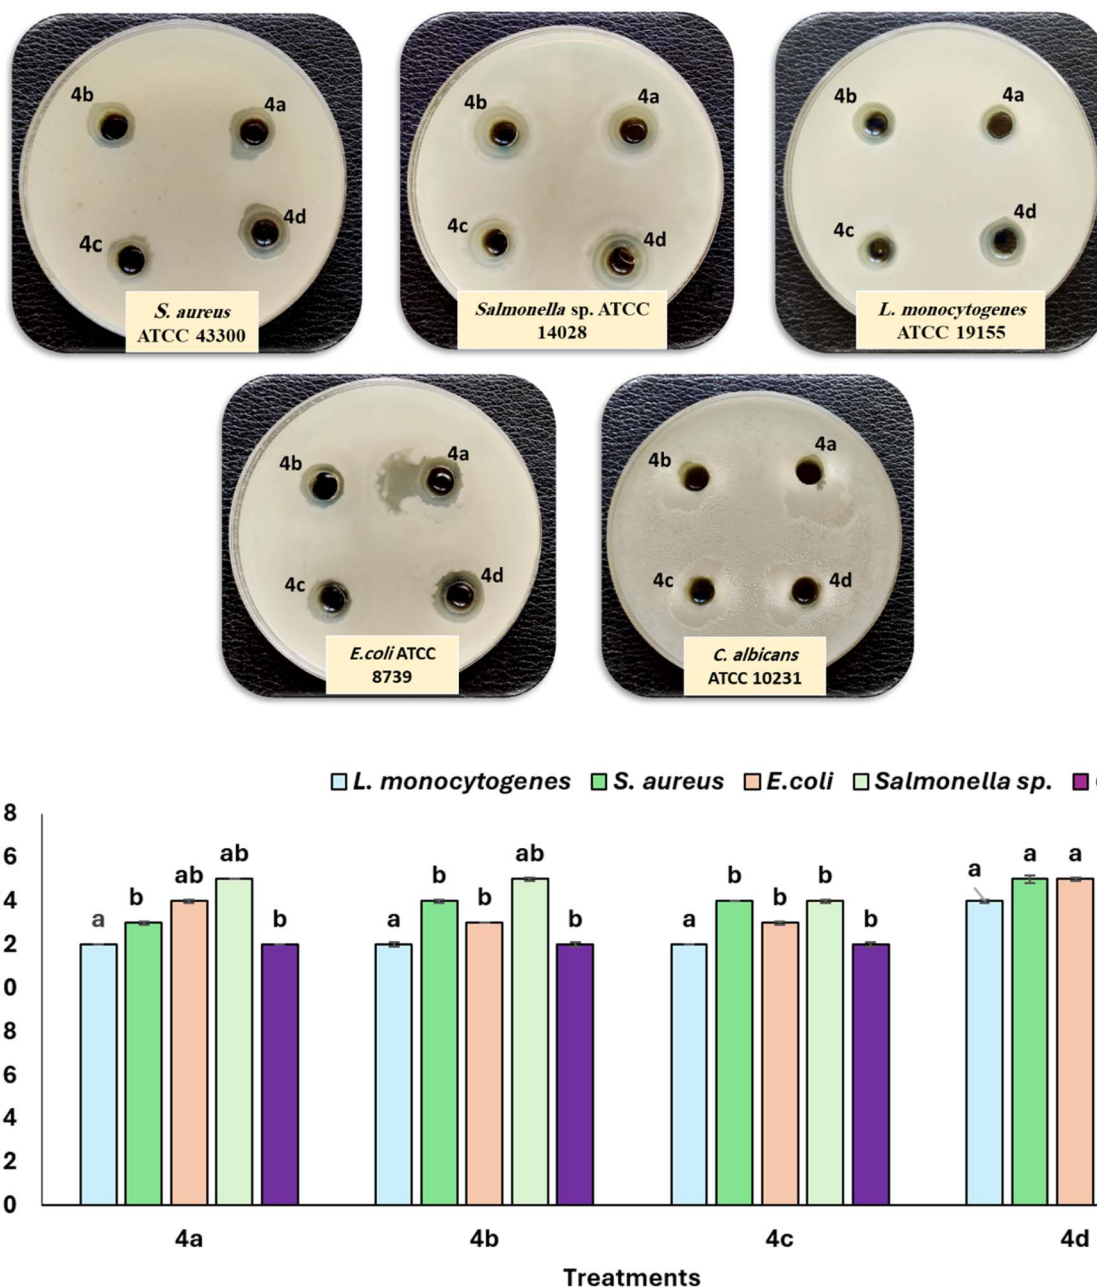 4b
4a
4c
4d
S. aureus
ATCC 43300
4b
4a
4c
4d
Salmonella sp. ATCC
14028
4b
4a
4c
4d
L. monocytogenes
ATCC 19155
4b
4a
4c
4d
E.coli ATCC
8739
4b
4a
4c
4d
C. albicans
ATCC 10231
L. monocytogenes S. aureus E.coli Salmonella sp.
8
6
4
2
0
8
6
4
2
0
a b ab ab b
a b b ab b
a b b b b
a a a
4a 4b 4c 4d
Treatments